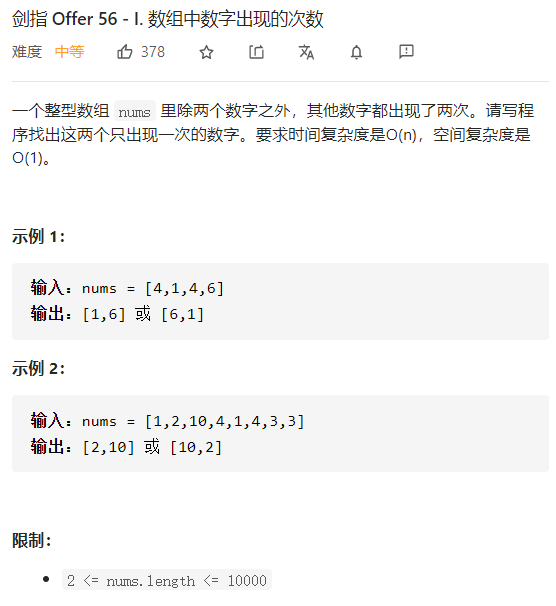 剑指 Offer 56 - I. 数组中数字出现的次数
难度 中等 378
一个整型数组 nums 里除两个数字之外，其他数字都出现了两次。请写程
序找出这两个只出现一次的数字。要求时间复杂度是O(n)，空间复杂度是
O(1)。
示例 1：
输入：nums = [4,1,4,6]
输出：[1,6] 或 [6,1]
示例 2：
输入：nums = [1,2,10,4,1,4,3,3]
输出：[2,10] 或 [10,2]
限制：
2 <= nums.length <= 10000